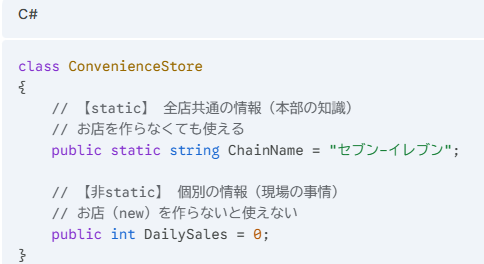 C#
class ConvenienceStore
{
    // 【static】 全店共通の情報（本部の知識）
    // お店を作らなくても使える
    public static string ChainName = "セブン-イレブン";

    // 【非static】 個別の情報（現場の事情）
    // お店（new）を作らないと使えない
    public int DailySales = 0;
}